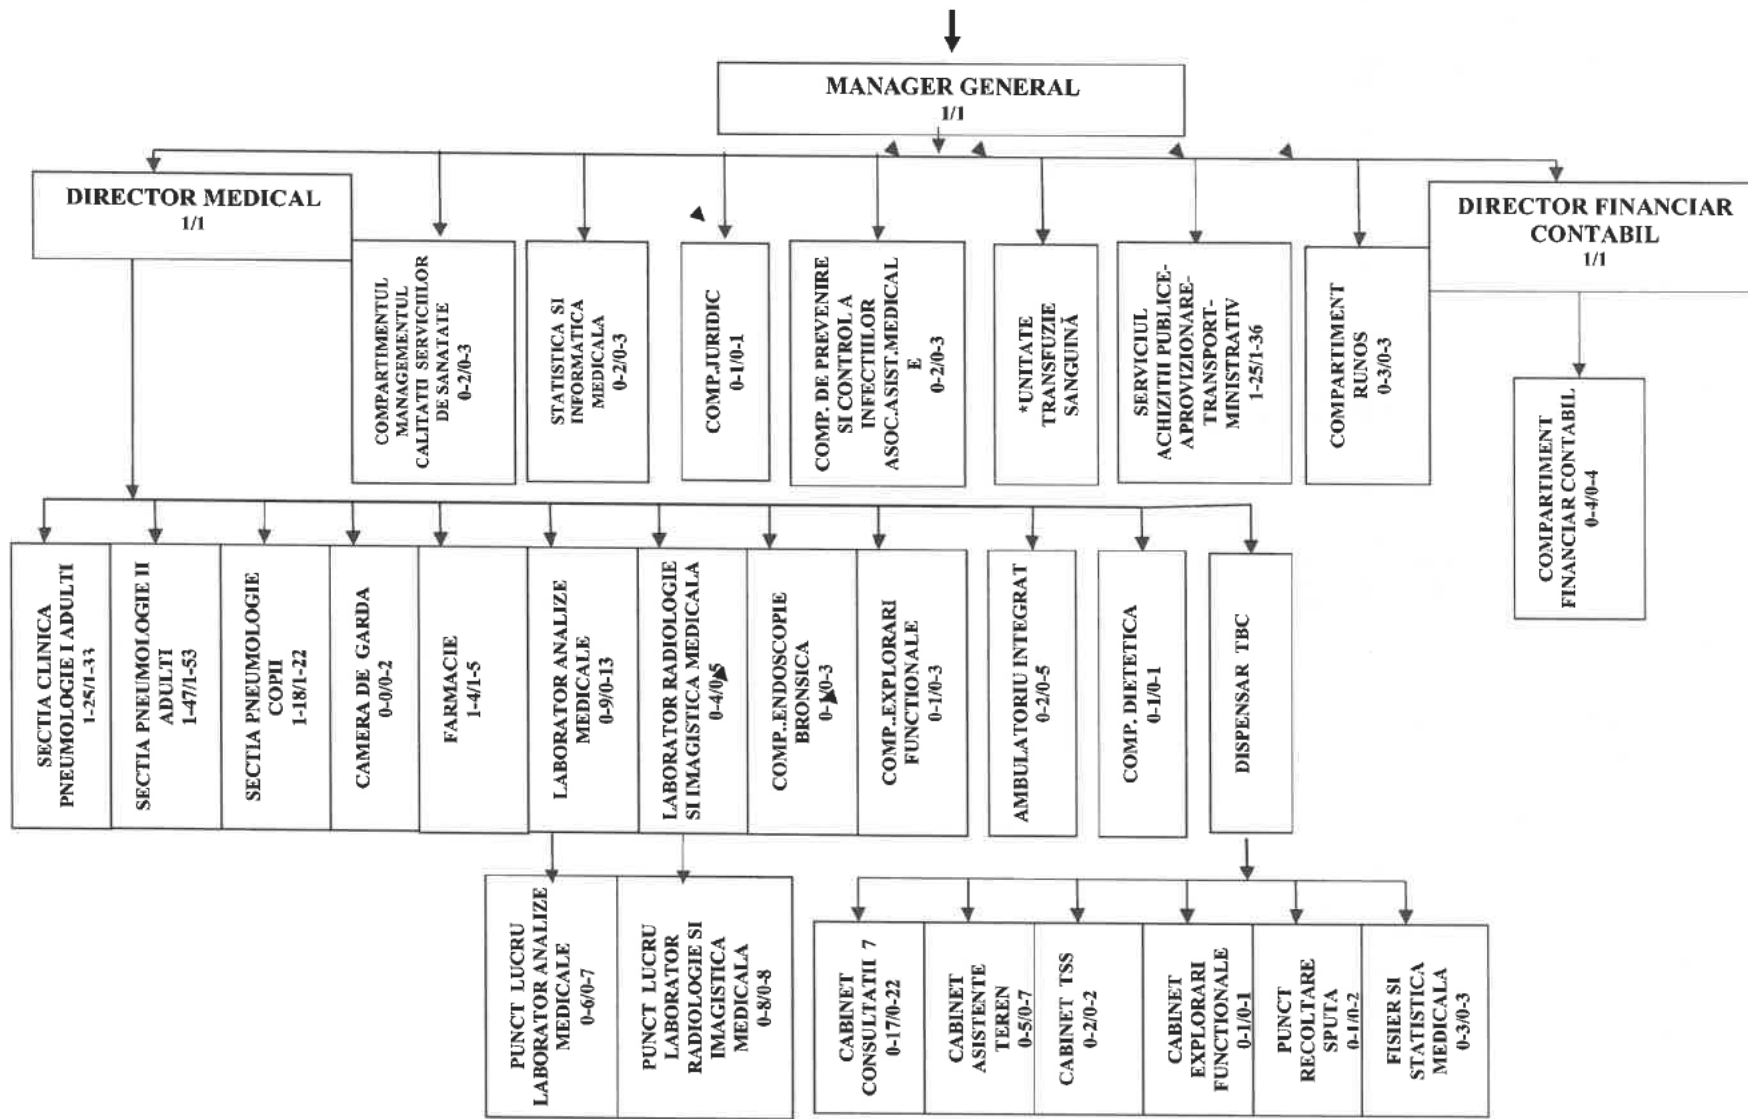 MANAGER GENERAL
1/1
DIRECTOR MEDICAL
1/1
COMPARTIMENTUL
MANAGEMENTUL
CALITATII SERVICIILOR
DE SANATATE
0-2/0-3
STATISTICA SI
INFORMATICA
MEDICALA
0-2/0-3
COMP.JURIDIC
0-1/0-1
COMP. DE PREVENIRE
SI CONTROL A
INFECTIILOR
ASOC.ASIST.MEDICAL
E
0-2/0-3
*UNITATE
TRANSFUZIE
SANGUINĂ
SERVICIUL
ACHIZITII PUBLICE-
APROVIZIONARE-
TRANSPORT-
MINISTRATIV
1-25/1-36
COMPARTIMENT
RUNOS
0-3/0-3
DIRECTOR FINANCIAR
CONTABIL
1/1
COMPARTIMENT
FINANCIAR CONTABIL
0-4/0-4
SECTIA CLINICA
PNEUMOLOGIE I ADULTI
1-25/1-33
SECTIA PNEUMOLOGIE II
ADULTI
1-47/1-53
SECTIA PNEUMOLOGIE
COPII
1-18/1-22
CAMERA DE GARDA
0-0/0-2
FARMACIE
1-4/1-5
LABORATOR ANALIZE
MEDICALE
0-9/0-13
LABORATOR RADIOLOGIE
SI IMAGISTICA MEDICALA
0-4/0-5
COMP..ENDOSCOPIE
BRONSICA
0-1/0-3
COMP..EXPLORARI
FUNCTIONALE
0-1/0-3
AMBULATORIU INTEGRAT
0-2/0-5
COMP. DIETETICA
0-1/0-1
DISPENSAR TBC
PUNCT LUCRU
LABORATOR ANALIZE
MEDICALE
0-6/0-7
PUNCT LUCRU
LABORATOR
RADIOLOGIE SI
IMAGISTICA
MEDICALA
0-8/0-8
CABINET
CONSULTATII 7
0-17/0-22
CABINET
ASISTENTE
TEREN
0-5/0-7
CABINET TSS
0-2/0-2
CABINET
EXPLORARI
FUNCTIONALE
0-1/0-1
PUNCT
RECOLTARE
SPUTA
0-1/0-2
FISIER SI
STATISTICA
MEDICALA
0-3/0-3